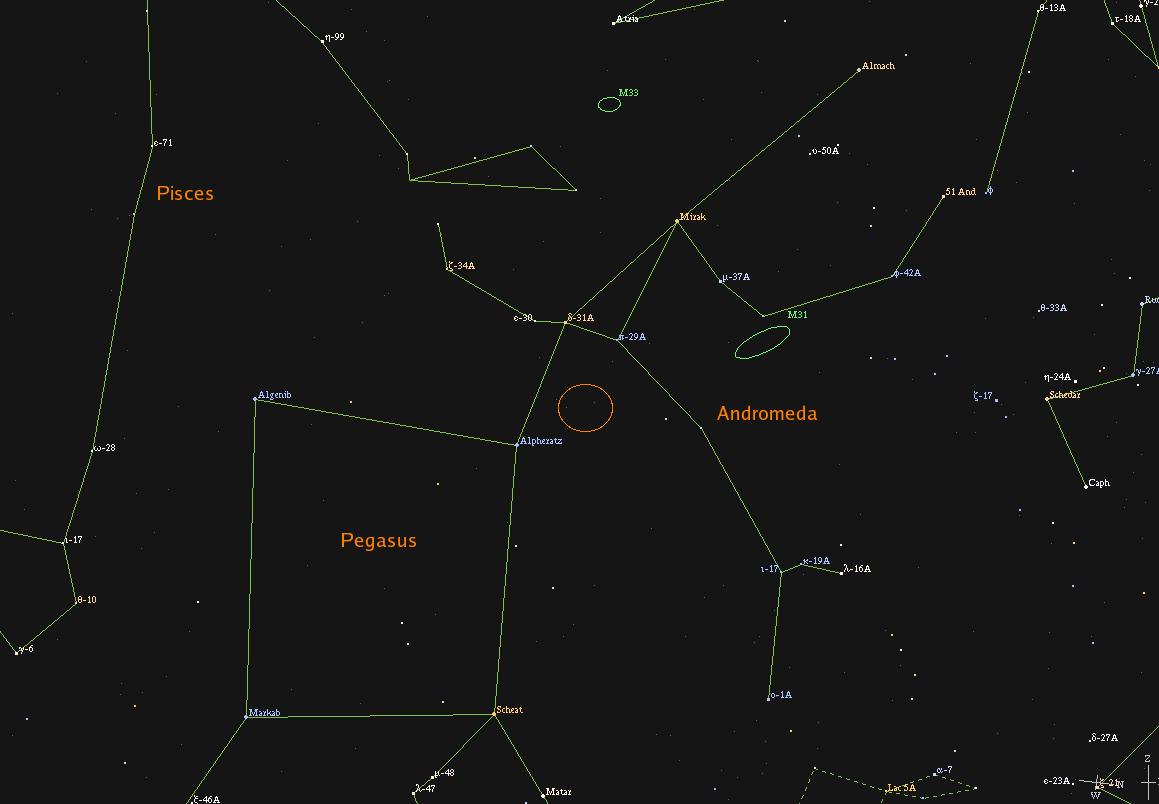 Atria
θ-13A
τ-18A
η-99
Almach
M33
ε-71
υ-50A
Pisces
51 And
φ
Mirak
ζ-34A
μ-37A
φ-42A
θ-33A
ε-30
δ-31A
M31
π-29A
γ-27A
η-24A
Algenib
ζ-17
Schedar
Andromeda
Alpheratz
ω-28
Caph
Pegasus
ι-17
ι-17
κ-19A
λ-16A
θ-10
γ-6
ο-1A
Markab
Scheat
δ-27A
Z
μ-48
α-7
ε-23A
N
λ-47
Matar
Lac 5A
W
ξ-46A